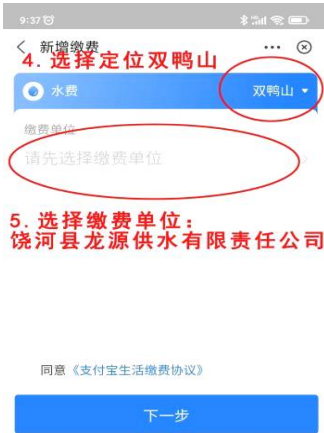 9:37
新增缴费
4. 选择定位双鸭山
水费 双鸭山
缴费单位
请先选择缴费单位
5. 选择缴费单位：
饶河县龙源供水有限责任公司
同意《支付宝生活缴费协议》
下一步